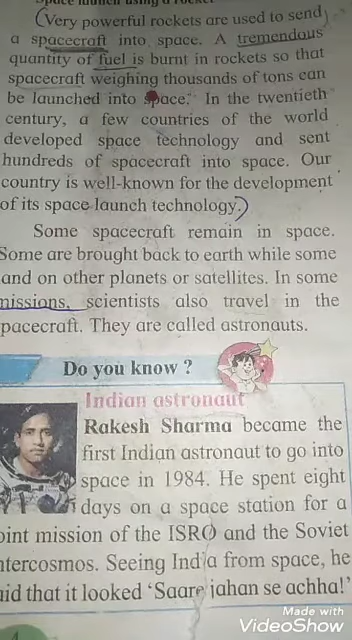 Space launch using a rocket
(Very powerful rockets are used to send
a spacecraft into space. A tremendous
quantity of fuel is burnt in rockets so that
spacecraft weighing thousands of tons can
be launched into space. In the twentieth
century, a few countries of the world
developed space technology and sent
hundreds of spacecraft into space. Our
country is well-known for the development
of its space launch technology.)
Some spacecraft remain in space.
Some are brought back to earth while some
and on other planets or satellites. In some
missions, scientists also travel in the
pacecraft. They are called astronauts.
Do you know ?
Indian astronaut
Rakesh Sharma became the
first Indian astronaut to go into
space in 1984. He spent eight
days on a space station for a
oint mission of the ISRO and the Soviet
ntercosmos. Seeing India from space, he
aid that it looked ‘Saare jahan se achha!’
4
Made with
VideoShow